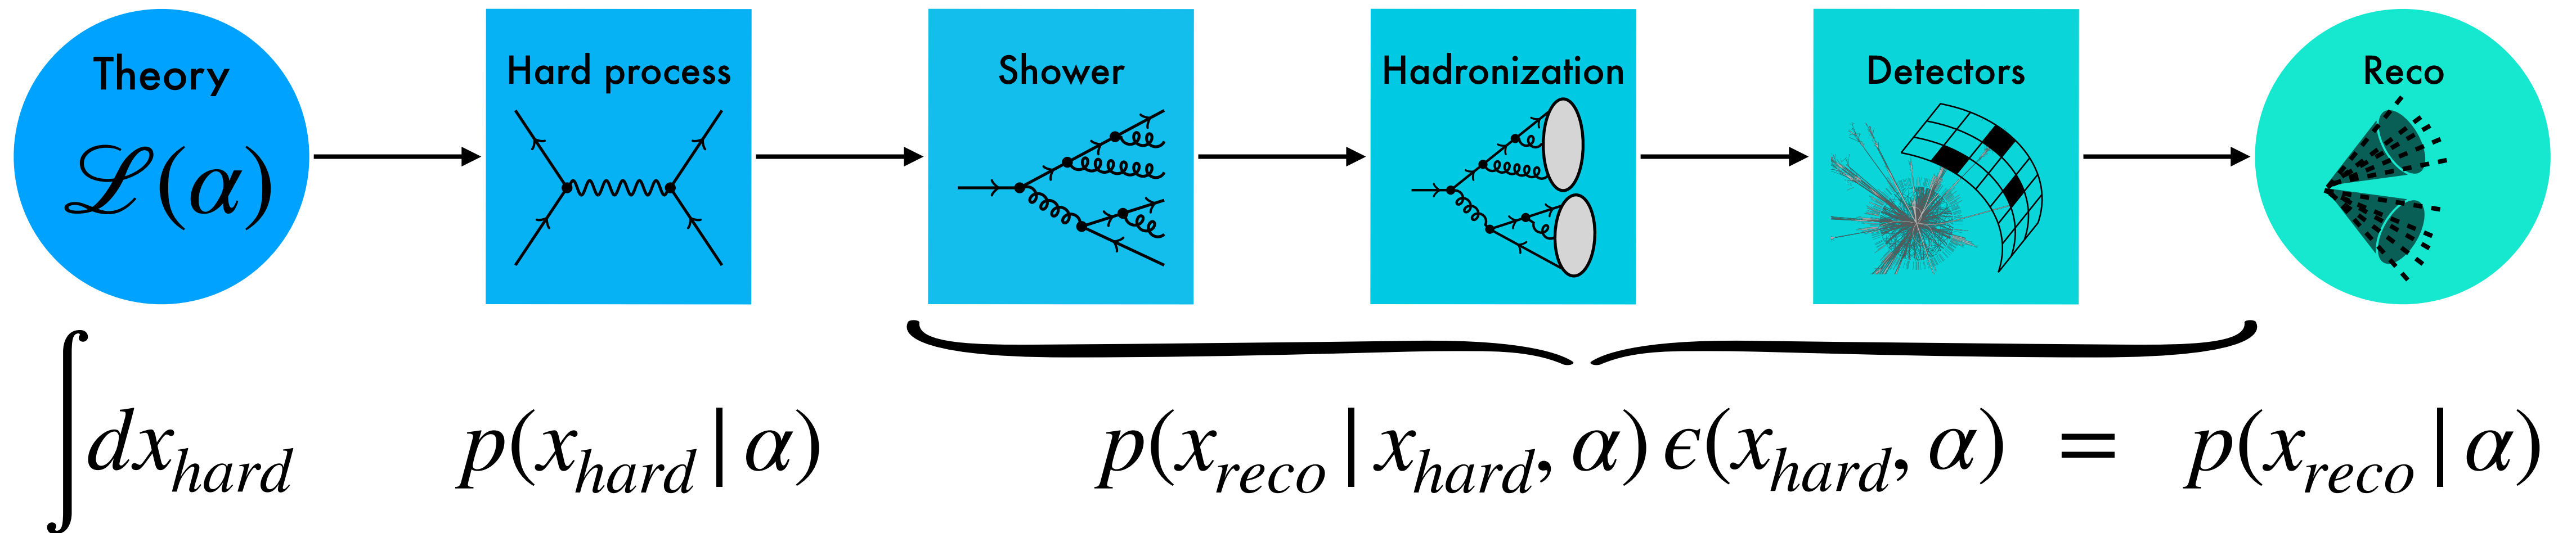 Theory
ℒ(α)
Hard process
Shower
Hadronization
Detectors
Reco
∫dx_hard p(x_hard | α) p(x_reco | x_hard, α) ϵ(x_hard, α) = p(x_reco | α)